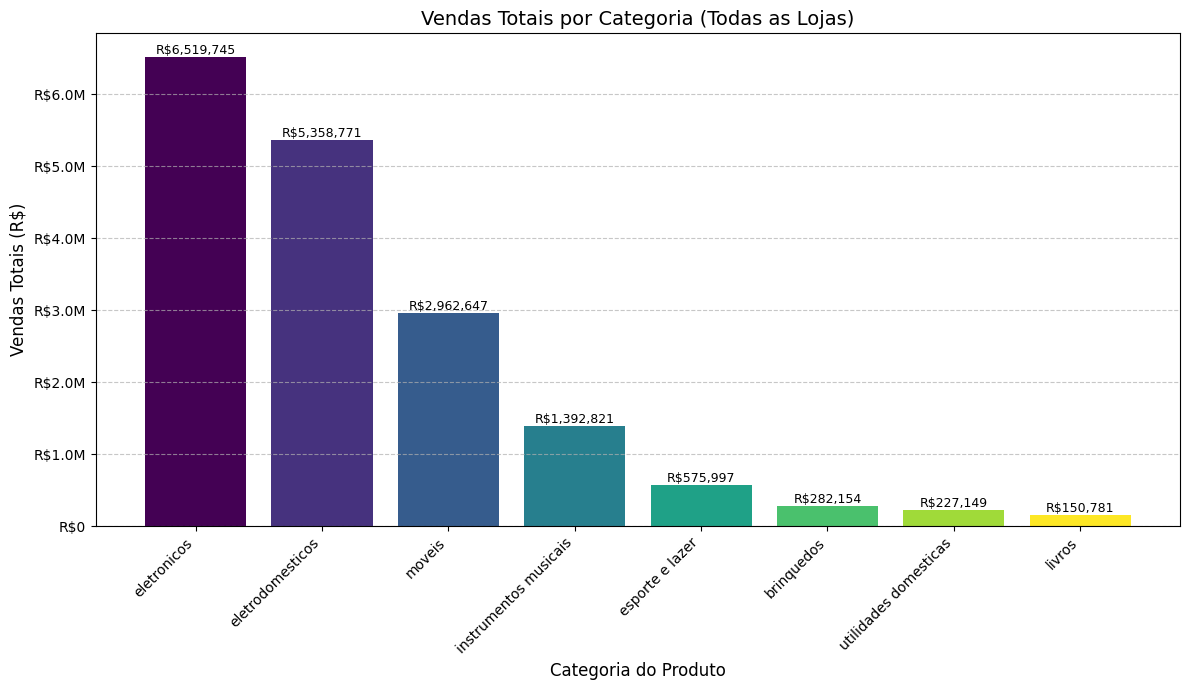 Vendas Totais por Categoria (Todas as Lojas)
Vendas Totais (R$)
R$6.0M
R$5.0M
R$4.0M
R$3.0M
R$2.0M
R$1.0M
R$0
R$6,519,745
R$5,358,771
R$2,962,647
R$1,392,821
R$575,997
R$282,154
R$227,149
R$150,781
eletronicos
eletrodomesticos
moveis
instrumentos musicais
esporte e lazer
brinquedos
utilidades domesticas
livros
Categoria do Produto